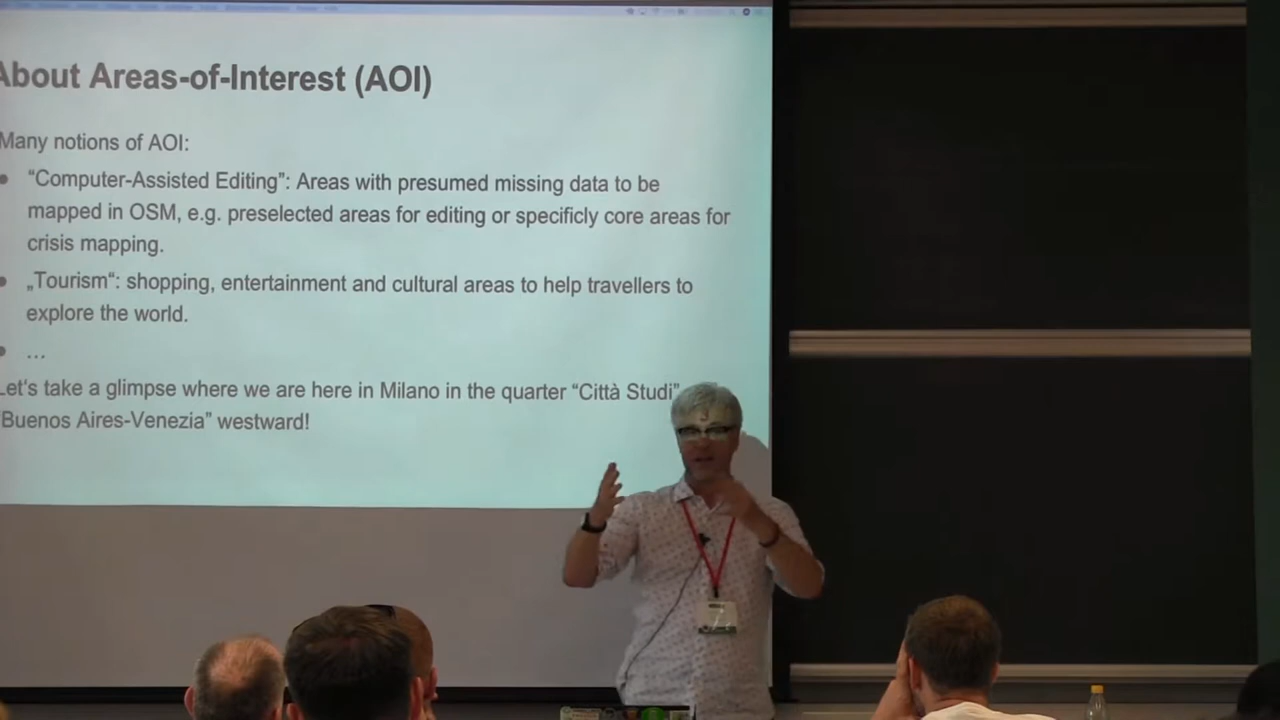 About Areas-of-Interest (AOI)
Many notions of AOI:
● “Computer-Assisted Editing”: Areas with presumed missing data to be
mapped in OSM, e.g. preselected areas for editing or specificly core areas for
crisis mapping.
● „Tourism“: shopping, entertainment and cultural areas to help travellers to
explore the world.
● …
Let's take a glimpse where we are here in Milano in the quarter “Città Studi”
“Buenos Aires-Venezia” westward!